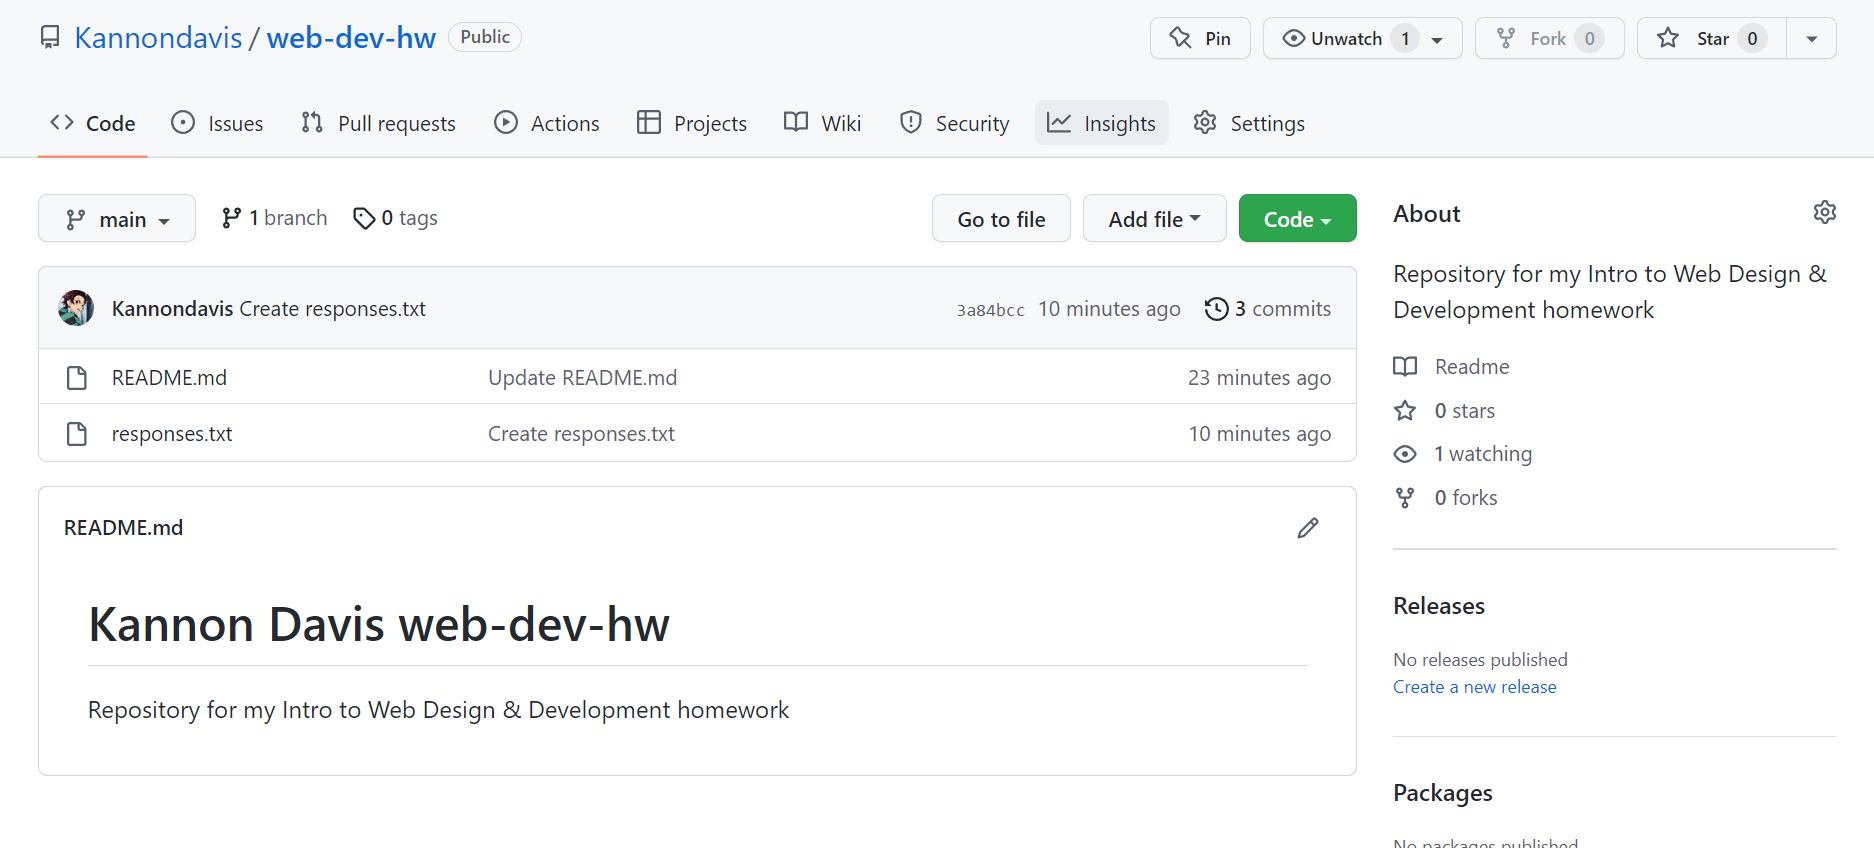 Kannondavis / web-dev-hw Public
Pin Unwatch 1 Fork 0 Star 0
Code Issues Pull requests Actions Projects Wiki Security Insights Settings
main 1 branch 0 tags Go to file Add file Code
Kannondavis Create responses.txt 3a84bcc 10 minutes ago 3 commits
README.md Update README.md 23 minutes ago
responses.txt Create responses.txt 10 minutes ago
README.md
Kannon Davis web-dev-hw
Repository for my Intro to Web Design & Development homework
About
Repository for my Intro to Web Design &
Development homework
Readme
0 stars
1 watching
0 forks
Releases
No releases published
Create a new release
Packages
No packages published